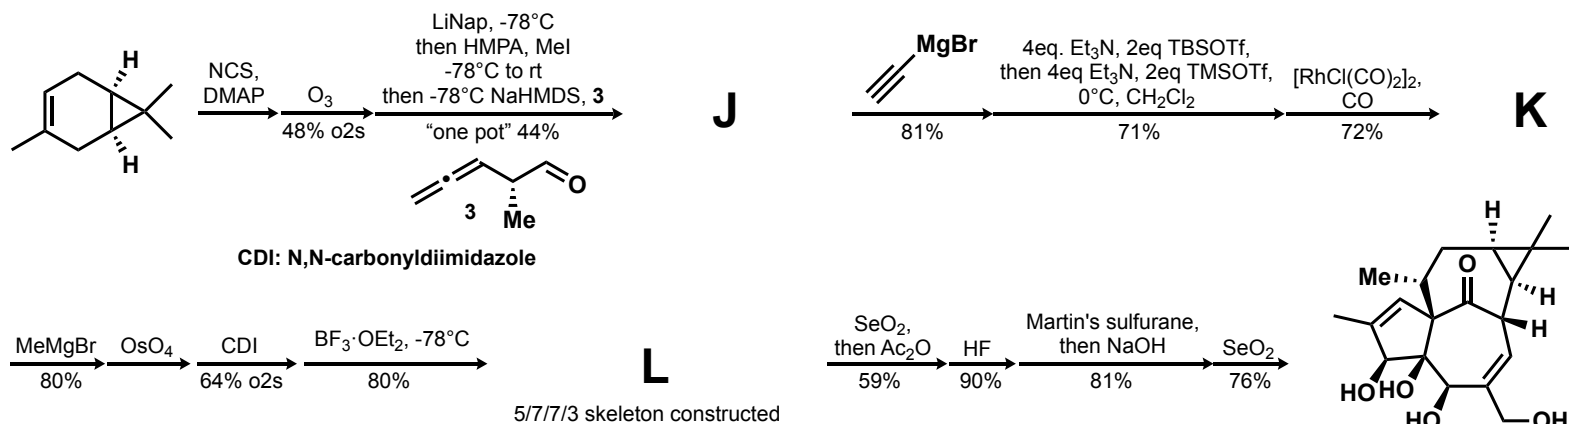 LiNap, -78°C
then HMPA, MeI
-78°C to rt
then -78°C NaHMDS, 3
NCS,
DMAP
O3
48% o2s
"one pot" 44%
H
H
O
3
Me
J
MgBr
81%
4eq. Et3N, 2eq TBSOTf,
then 4eq Et3N, 2eq TMSOTf,
0°C, CH2Cl2
71%
[RhCl(CO)2]2,
CO
72%
K
CDI: N,N-carbonyldiimidazole
MeMgBr
80%
OsO4
CDI
64% o2s
BF3·OEt2, -78°C
80%
L
5/7/7/3 skeleton constructed
SeO2,
then Ac2O
59%
HF
90%
Martin's sulfurane,
then NaOH
81%
SeO2
76%
H
O
Me
H
H
HO
HO
HO
OH